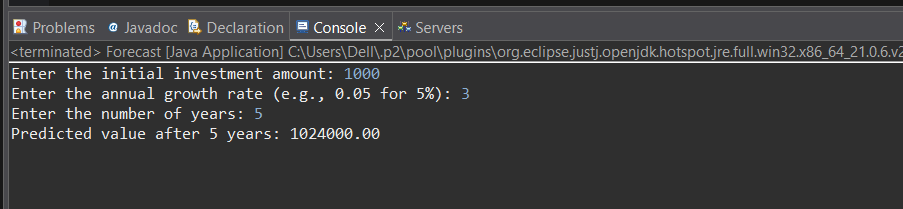 Problems @ Javadoc Declaration Console × Servers
<terminated> Forecast [Java Application] C:\Users\Dell\.p2\pool\plugins\org.eclipse.justj.openjdk.hotspot.jre.full.win32.x86_64_21.0.6.v2
Enter the initial investment amount: 1000
Enter the annual growth rate (e.g., 0.05 for 5%): 3
Enter the number of years: 5
Predicted value after 5 years: 1024000.00